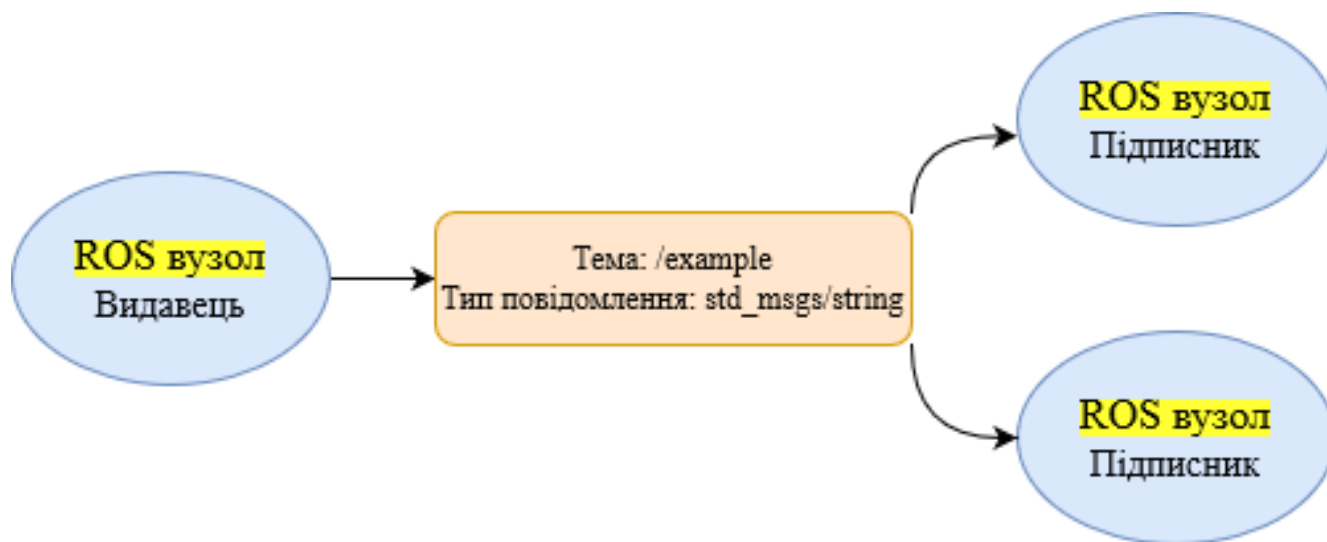 ROS вузол
Видавець
Тема: /example
Тип повідомлення: std_msgs/string
ROS вузол
Підписник
ROS вузол
Підписник